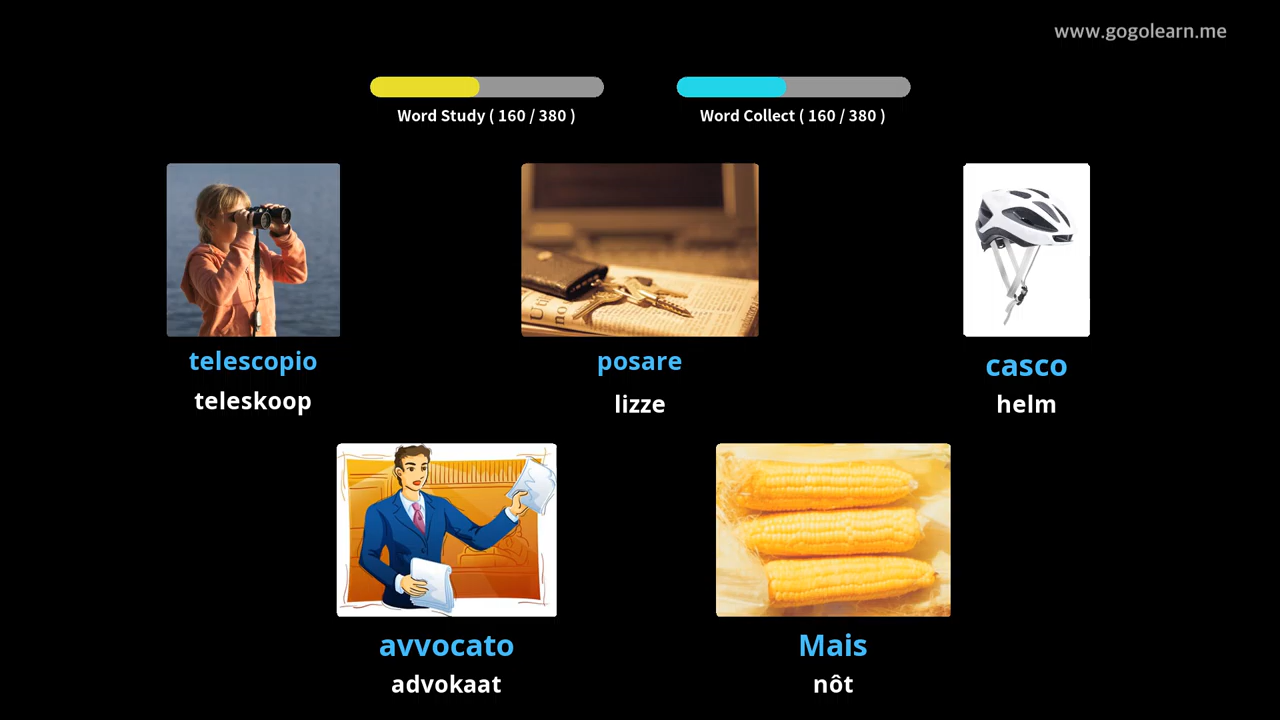 www.gogolearn.me
Word Study ( 160 / 380 )
Word Collect ( 160 / 380 )
telescopio
teleskoop
posare
lizze
casco
helm
avvocato
advokaat
Mais
nôt